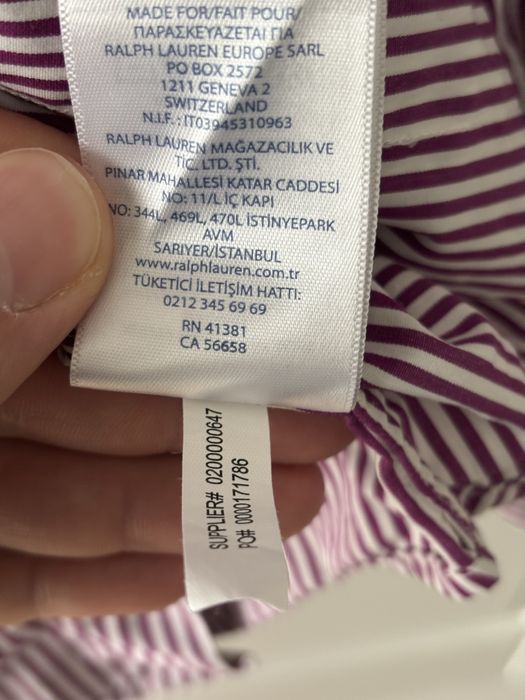 MADE FOR/FAIT POUR/
ΠΑΡΑΣΚΕΥΑΖΕΤΑΙ ΓΙΑ
RALPH LAUREN EUROPE SARL
PO BOX 2572
1211 GENEVA 2
SWITZERLAND
N.I.F.:IT03945310963
RALPH LAUREN MAĞAZACILIK VE
TİC. LTD. ŞTİ.
PINAR MAHALLESİ KATAR CADDESİ
NO: 11/L İÇ KAPI
NO: 344L, 469L, 470L İSTİNYEPARK
AVM
SARIYER/İSTANBUL
www.ralphlauren.com.tr
TÜKETİCİ İLETİŞİM HATTI:
0212 345 69 69
RN 41381
CA 56658
SUPPLIER# 0200000647
PO# 0000171786